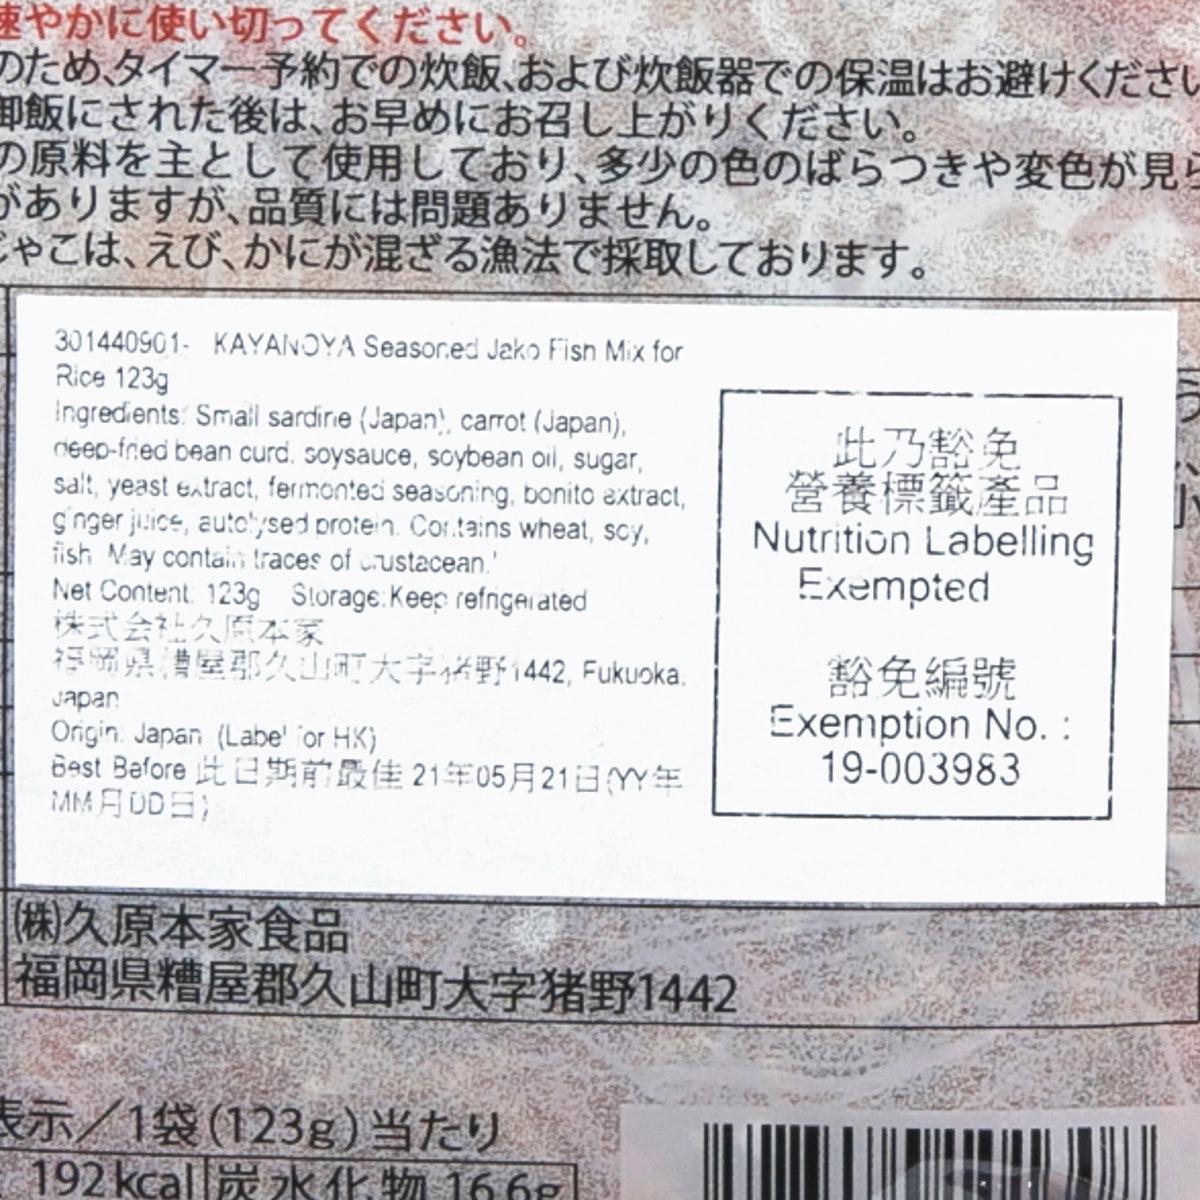 速やかに使い切ってください。
のため、タイマー予約での炊飯、および炊飯器での保温はお避けください
御飯にされた後は、お早めにお召し上がりください。
の原料を主として使用しており、多少の色のばらつきや変色が見ら
がありますが、品質には問題ありません。
じゃこは、えび、かにが混ざる漁法で採取しております。
301440901- KAYANOYA Seasoned Jako Fish Mix for
Rice 123g
Ingredients: Small sardine (Japan), carrot (Japan),
deep-fried bean curd, soysauce, soybean oil, sugar,
salt, yeast extract, fermented seasoning, bonito extract,
ginger juice, autolysed protein. Contains wheat, soy,
fish. May contain traces of crustacean.'
Net Content: 123g Storage:Keep refrigerated
株式会社久原本家
福岡県糟屋郡久山町大字猪野1442, Fukuoka,
Japan
Origin: Japan (Label for HK)
Best Before 此日期前最佳 21年05月21日(YY年
MM月DD日)
此乃豁免
營養標籤產品
Nutrition Labelling
Exempted
豁免編號
Exemption No. :
19-003983
㈱久原本家食品
福岡県糟屋郡久山町大字猪野1442
表示／1袋(123g)当たり
192kcal 炭水化物 16.6g